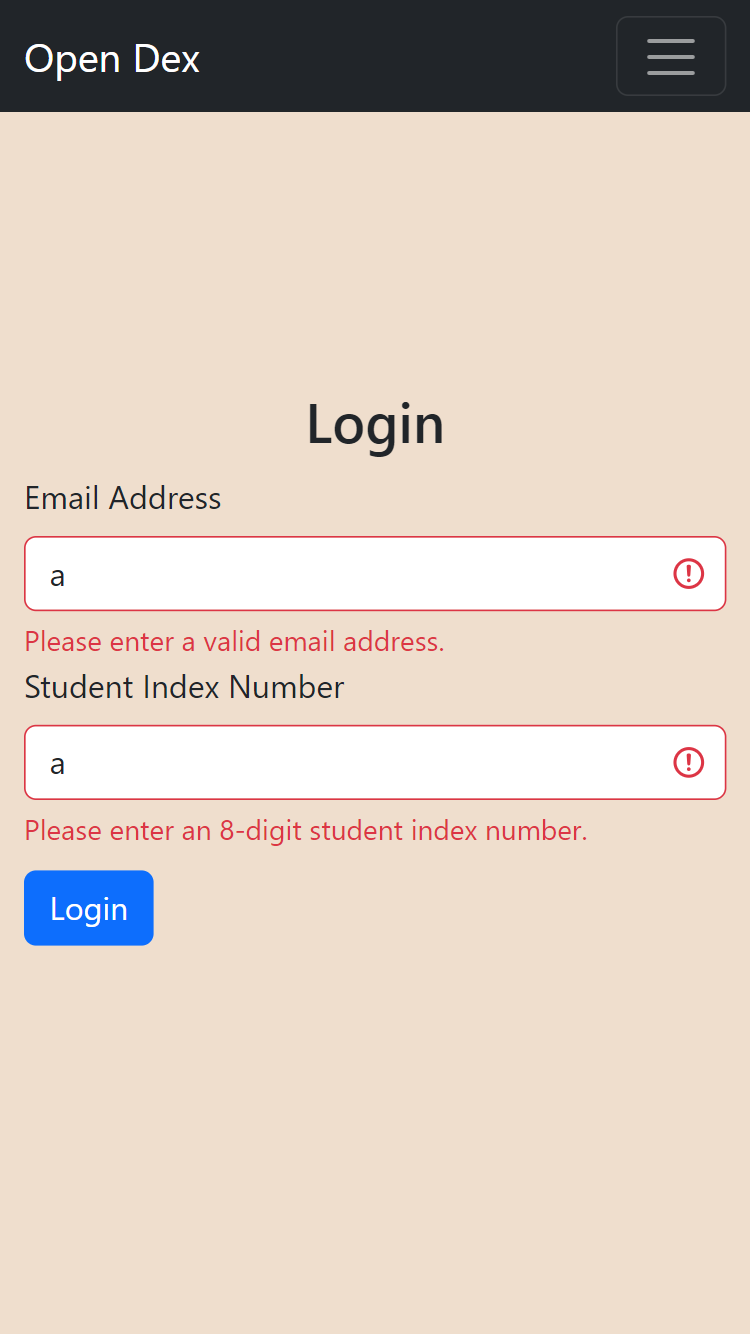 Open Dex
Login
Email Address
a
Please enter a valid email address.
Student Index Number
a
Please enter an 8-digit student index number.
Login